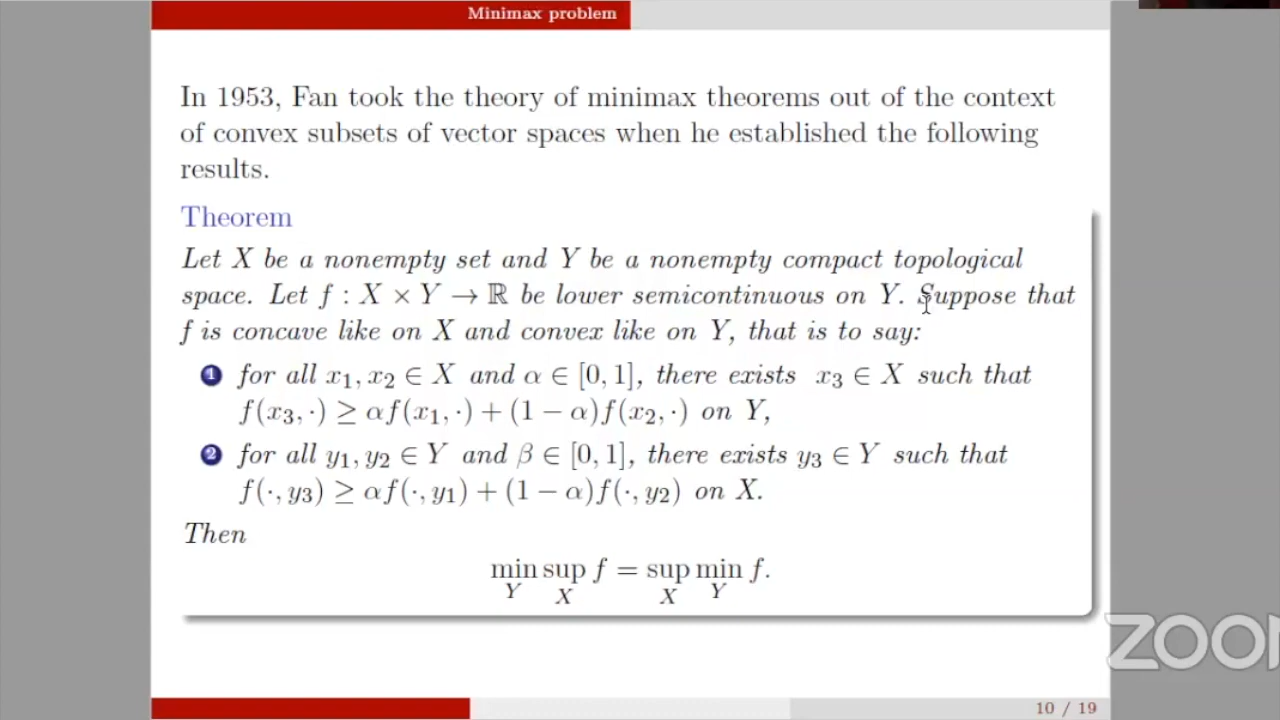 Minimax problem
In 1953, Fan took the theory of minimax theorems out of the context
of convex subsets of vector spaces when he established the following
results.
Theorem
Let X be a nonempty set and Y be a nonempty compact topological
space. Let f : X × Y → ℝ be lower semicontinuous on Y. Suppose that
f is concave like on X and convex like on Y, that is to say:
1 for all x₁, x₂ ∈ X and α ∈ [0, 1], there exists x₃ ∈ X such that
f(x₃, ·) ≥ αf(x₁, ·) + (1 − α)f(x₂, ·) on Y,
2 for all y₁, y₂ ∈ Y and β ∈ [0, 1], there exists y₃ ∈ Y such that
f(·, y₃) ≥ αf(·, y₁) + (1 − α)f(·, y₂) on X.
Then
min sup f = sup min f.
Y X X Y
ZOOM
10 / 19